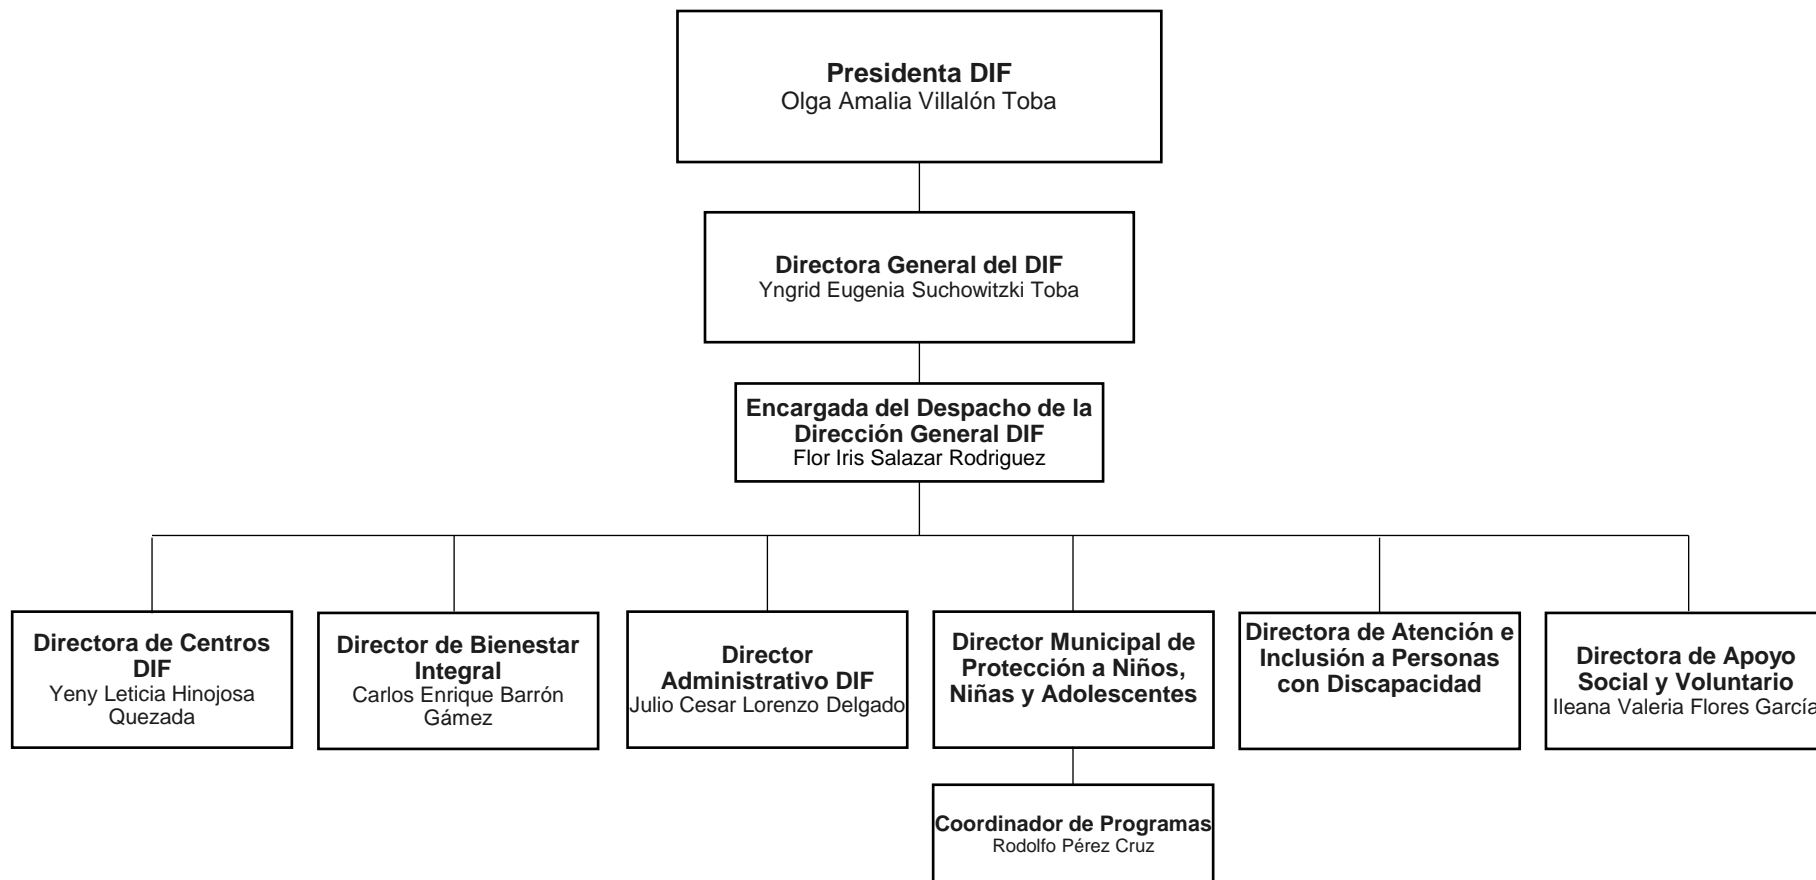 Presidenta DIF
Olga Amalia Villalón Toba
Directora General del DIF
Yngrid Eugenia Suchowitzki Toba
Encargada del Despacho de la
Dirección General DIF
Flor Iris Salazar Rodriguez
Directora de Centros
DIF
Yeny Leticia Hinojosa
Quezada
Director de Bienestar
Integral
Carlos Enrique Barrón
Gámez
Director
Administrativo DIF
Julio Cesar Lorenzo Delgado
Director Municipal de
Protección a Niños,
Niñas y Adolescentes
Directora de Atención e
Inclusión a Personas
con Discapacidad
Directora de Apoyo
Social y Voluntario
Ileana Valeria Flores García
Coordinador de Programas
Rodolfo Pérez Cruz